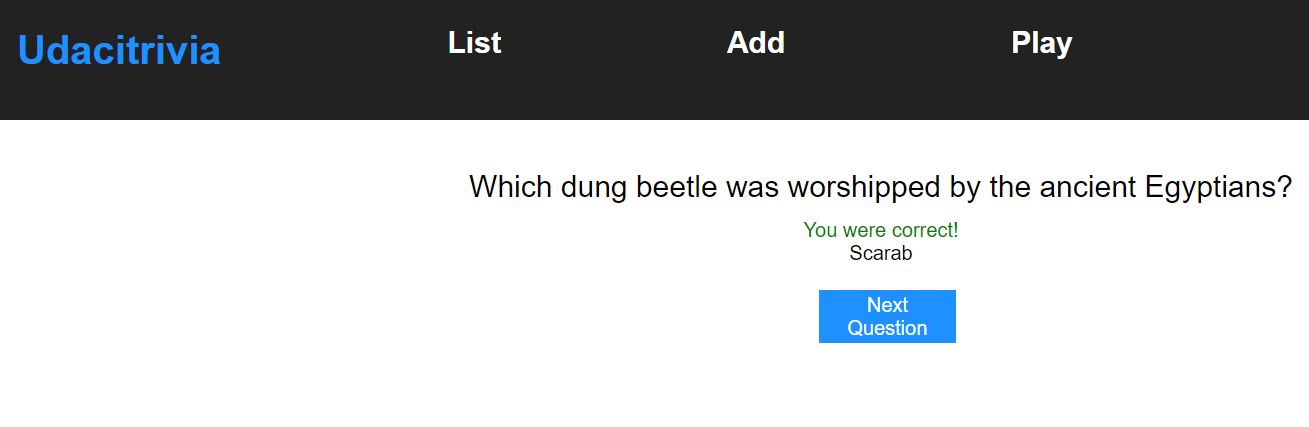 Udacitrivia
List
Add
Play
Which dung beetle was worshipped by the ancient Egyptians?
You were correct!
Scarab
Next
Question